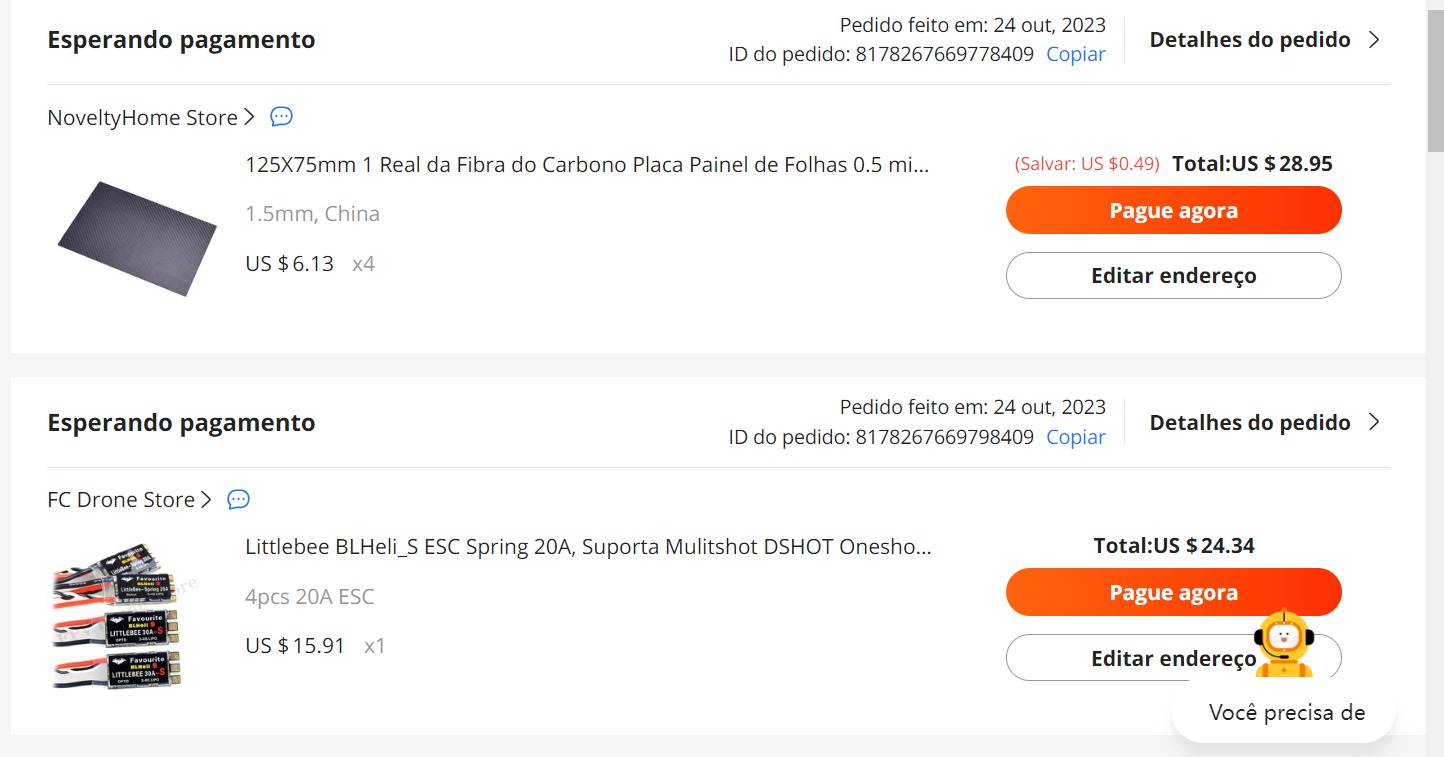 Esperando pagamento
Pedido feito em: 24 out, 2023
ID do pedido: 8178267669778409 Copiar
Detalhes do pedido
NoveltyHome Store
125X75mm 1 Real da Fibra do Carbono Placa Painel de Folhas 0.5 mi...
1.5mm, China
US $6.13 x4
(Salvar: US $0.49) Total:US $28.95
Pague agora
Editar endereço
Esperando pagamento
Pedido feito em: 24 out, 2023
ID do pedido: 8178267669798409 Copiar
Detalhes do pedido
FC Drone Store
Favourite
Favourite
BLHeli S
LittleBee-Spring 20A
Favourite
BLHeli S
LITTLEBEE 30A-S
OPTO 2-6S LIPO
Favourite
BLHeli S
LITTLEBEE 30A-S
OPTO 2-6S LIPO
Littlebee BLHeli_S ESC Spring 20A, Suporta Mulitshot DSHOT Onesho...
4pcs 20A ESC
US $15.91 x1
Total:US $24.34
Pague agora
Editar endereço
Você precisa de